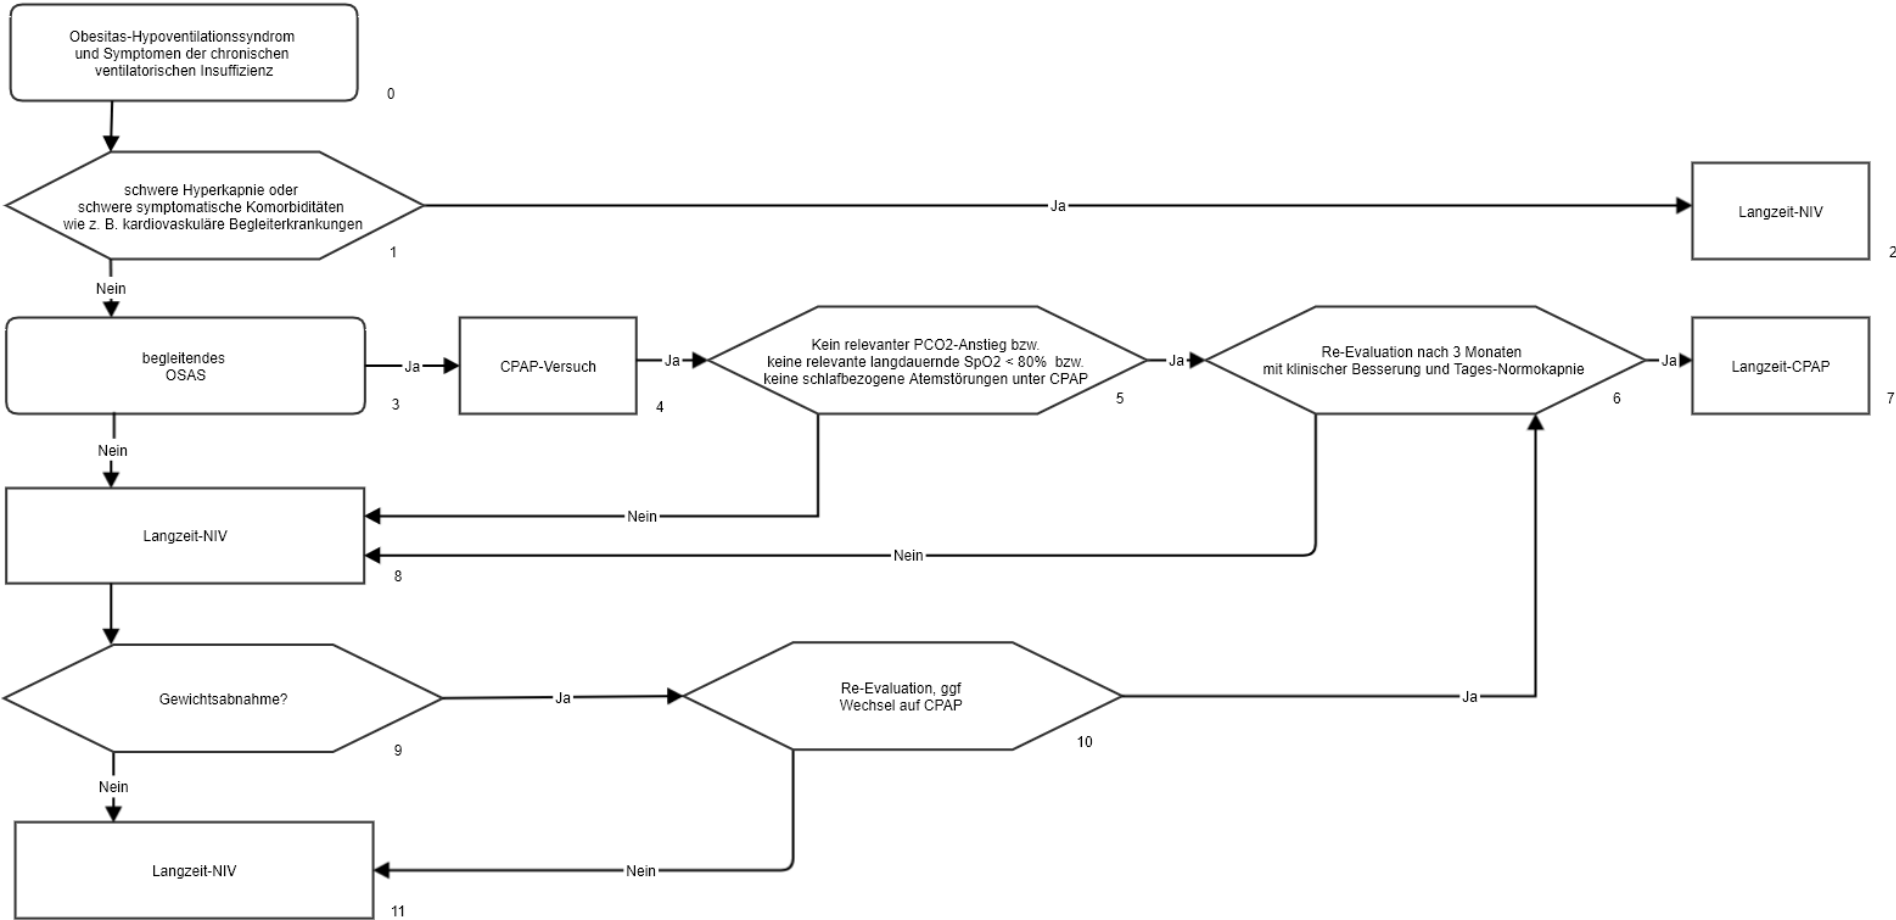 Obesitas-Hypoventilationssyndrom
und Symptomen der chronischen
ventilatorischen Insuffizienz
0
schwere Hyperkapnie oder
schwere symptomatische Komorbiditäten
wie z. B. kardiovaskuläre Begleiterkrankungen
1
Ja
Langzeit-NIV
2
Nein
begleitendes
OSAS
3
Ja
CPAP-Versuch
4
Ja
Kein relevanter PCO2-Anstieg bzw.
keine relevante langdauernde SpO2 < 80% bzw.
keine schlafbezogene Atemstörungen unter CPAP
5
Ja
Re-Evaluation nach 3 Monaten
mit klinischer Besserung und Tages-Normokapnie
6
Ja
Langzeit-CPAP
7
Nein
Nein
Nein
Langzeit-NIV
8
Gewichtsabnahme?
9
Ja
Re-Evaluation, ggf
Wechsel auf CPAP
10
Ja
Nein
Nein
Langzeit-NIV
11